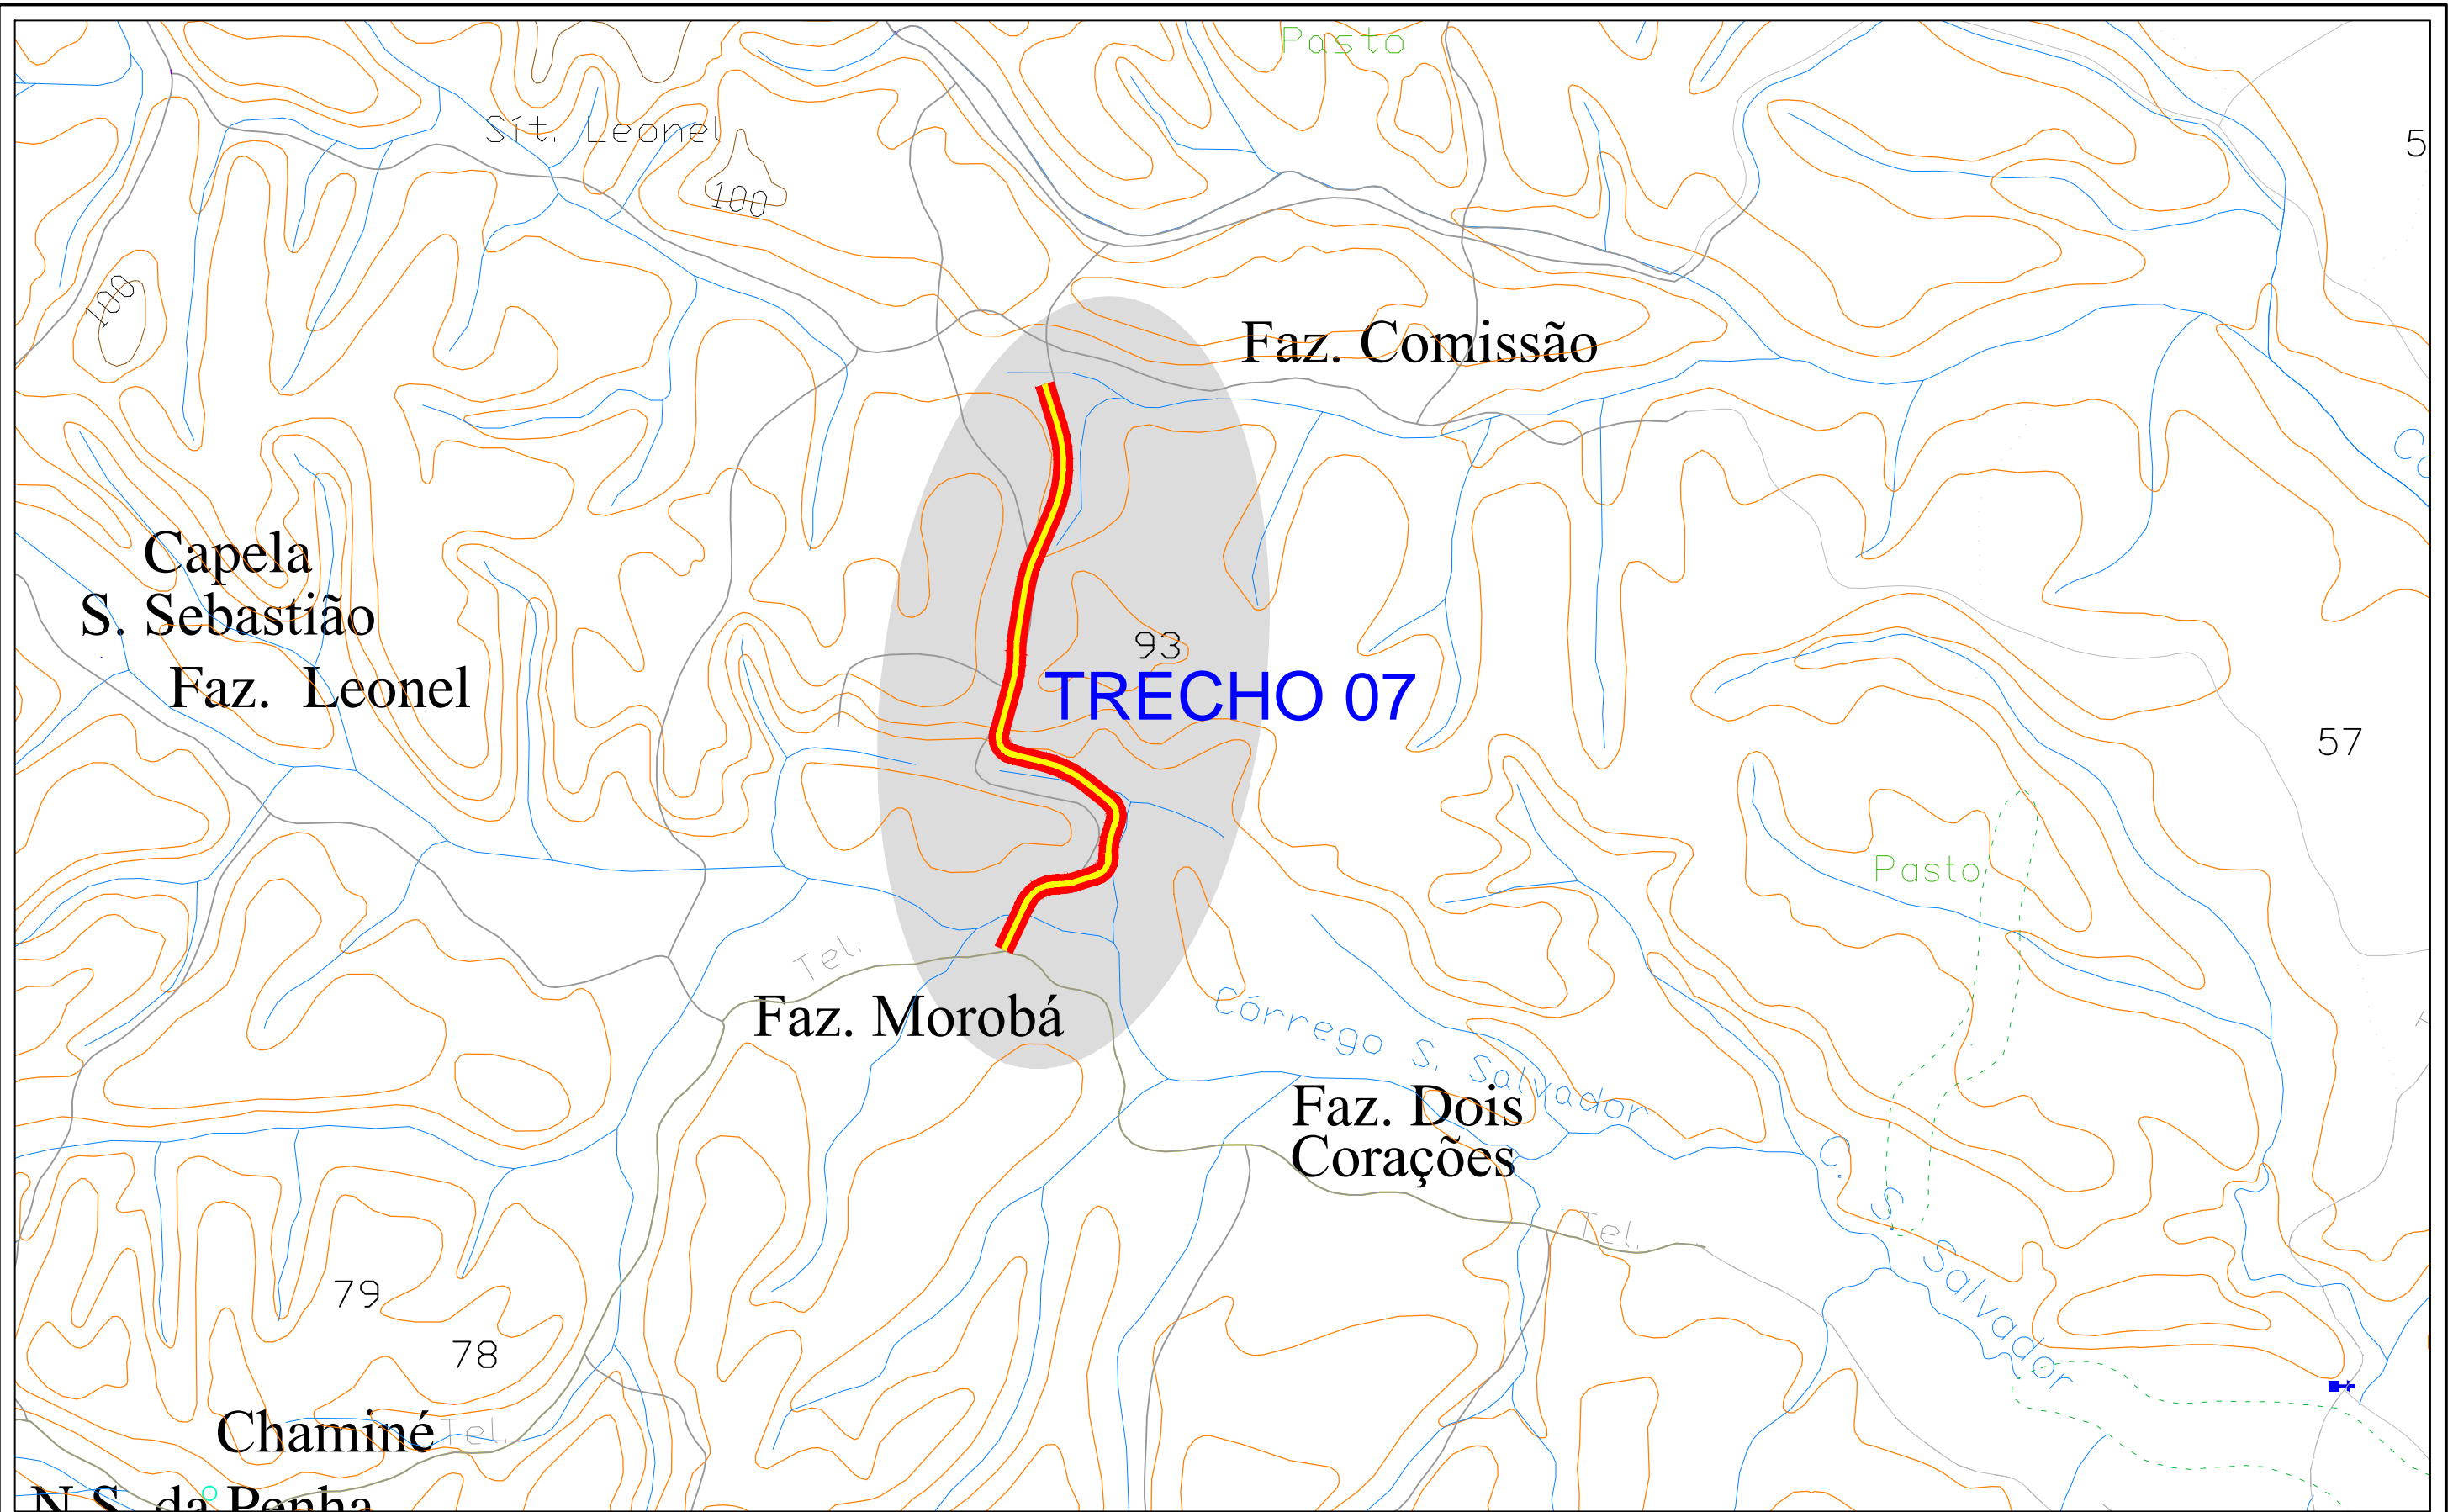 Pasto
Sít. Leonel
5
100
100
Faz. Comissão
Co
Capela
S. Sebastião
Faz. Leonel
93
TRECHO 07
57
Pasto
Tel.
Faz. Morobá
Córrego S. Salvador
Faz. Dois
Corações
C. S. Salvador
Tel.
79
78
Chaminé
Tel.
N.S. da Penha